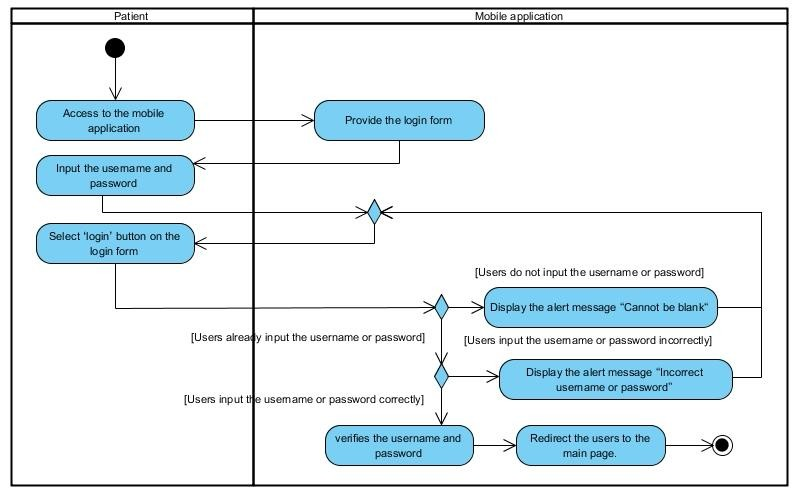 Patient
Mobile application
Access to the mobile
application
Provide the login form
Input the username and
password
Select ‘login’ button on the
login form
[Users do not input the username or password]
Display the alert message “Cannot be blank“
[Users already input the username or password]
[Users input the username or password incorrectly]
Display the alert message “Incorrect
username or password”
[Users input the username or password correctly]
verifies the username and
password
Redirect the users to the
main page.